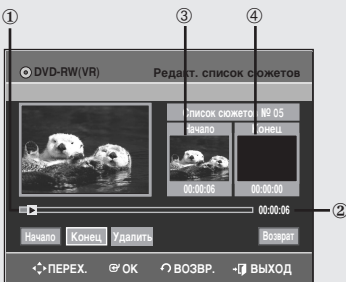 ① ③ ④
DVD-RW(VR) Редакт. список сюжетов
Список сюжетов № 05
Начало Конец
00:00:06 00:00:00
00:00:06 ②
Начало Конец Удалить Возврат
ПЕРЕХ. ОК ВОЗВР. ВЫХОД